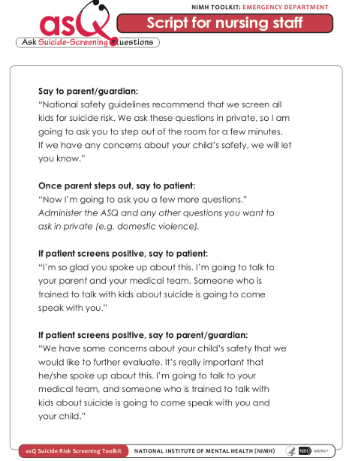 NIMH TOOLKIT: EMERGENCY DEPARTMENT
asQ
Script for nursing staff
Ask Suicide-Screening Questions
Say to parent/guardian:
“National safety guidelines recommend that we screen all
kids for suicide risk. We ask these questions in private, so I am
going to ask you to step out of the room for a few minutes.
If we have any concerns about your child’s safety, we will let
you know.”
Once parent steps out, say to patient:
“Now I’m going to ask you a few more questions.”
Administer the ASQ and any other questions you want to
ask in private (e.g. domestic violence).
If patient screens positive, say to patient:
“I’m so glad you spoke up about this. I’m going to talk to
your parent and your medical team. Someone who is
trained to talk with kids about suicide is going to come
speak with you.”
If patient screens positive, say to parent/guardian:
“We have some concerns about your child’s safety that we
would like to further evaluate. It’s really important that
he/she spoke up about this. I’m going to talk to your
medical team, and someone who is trained to talk with
kids about suicide is going to come speak with you and
your child.”
asQ Suicide Risk Screening Toolkit
NATIONAL INSTITUTE OF MENTAL HEALTH (NIMH)
NIH